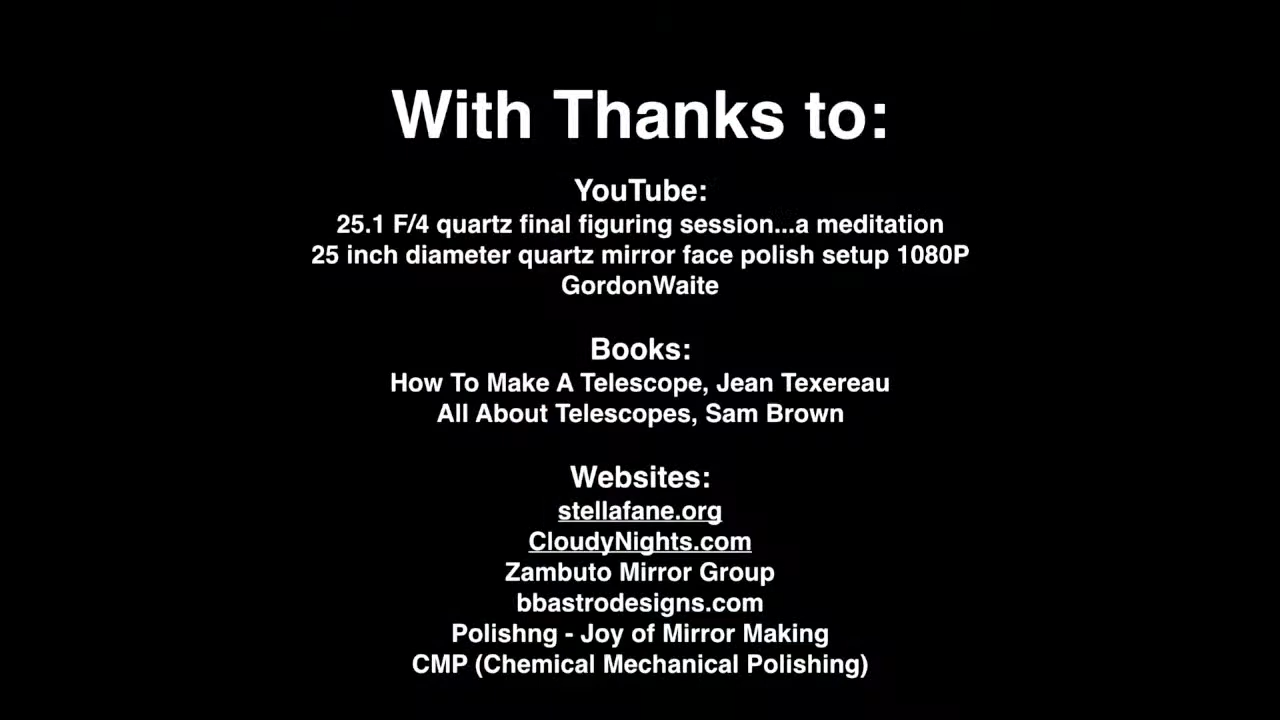 With Thanks to:
YouTube:
25.1 F/4 quartz final figuring session...a meditation
25 inch diameter quartz mirror face polish setup 1080P
GordonWaite
Books:
How To Make A Telescope, Jean Texereau
All About Telescopes, Sam Brown
Websites:
stellafane.org
CloudyNights.com
Zambuto Mirror Group
bbastrodesigns.com
Polishng - Joy of Mirror Making
CMP (Chemical Mechanical Polishing)